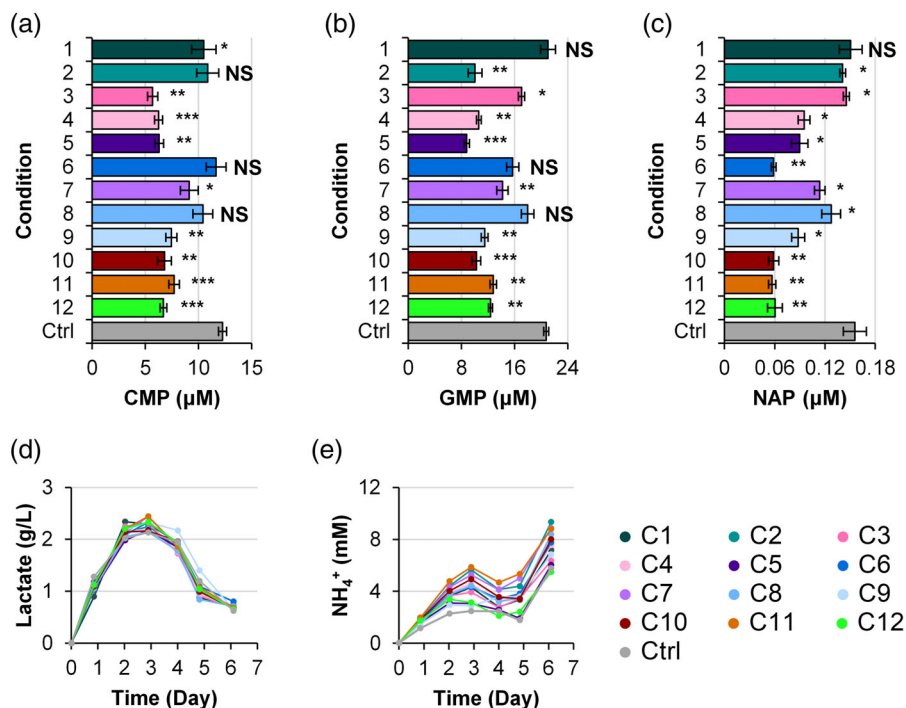 (a)
Condition
1
*
2
NS
3
**
4
***
5
**
6
NS
7
*
8
NS
9
**
10
**
11
***
12
***
Ctrl
0 5 10 15
CMP (µM)
(b)
Condition
1
NS
2
**
3
*
4
**
5
***
6
NS
7
**
8
NS
9
**
10
***
11
**
12
**
Ctrl
0 8 16 24
GMP (µM)
(c)
Condition
1
NS
2
*
3
*
4
*
5
*
6
**
7
*
8
*
9
*
10
**
11
**
12
**
Ctrl
0 0.06 0.12 0.18
NAP (µM)
(d)
Lactate (g/L)
3
2
1
0
0 1 2 3 4 5 6 7
Time (Day)
(e)
NH₄⁺ (mM)
12
8
4
0
0 1 2 3 4 5 6 7
Time (Day)
C1 C2 C3
C4 C5 C6
C7 C8 C9
C10 C11 C12
Ctrl